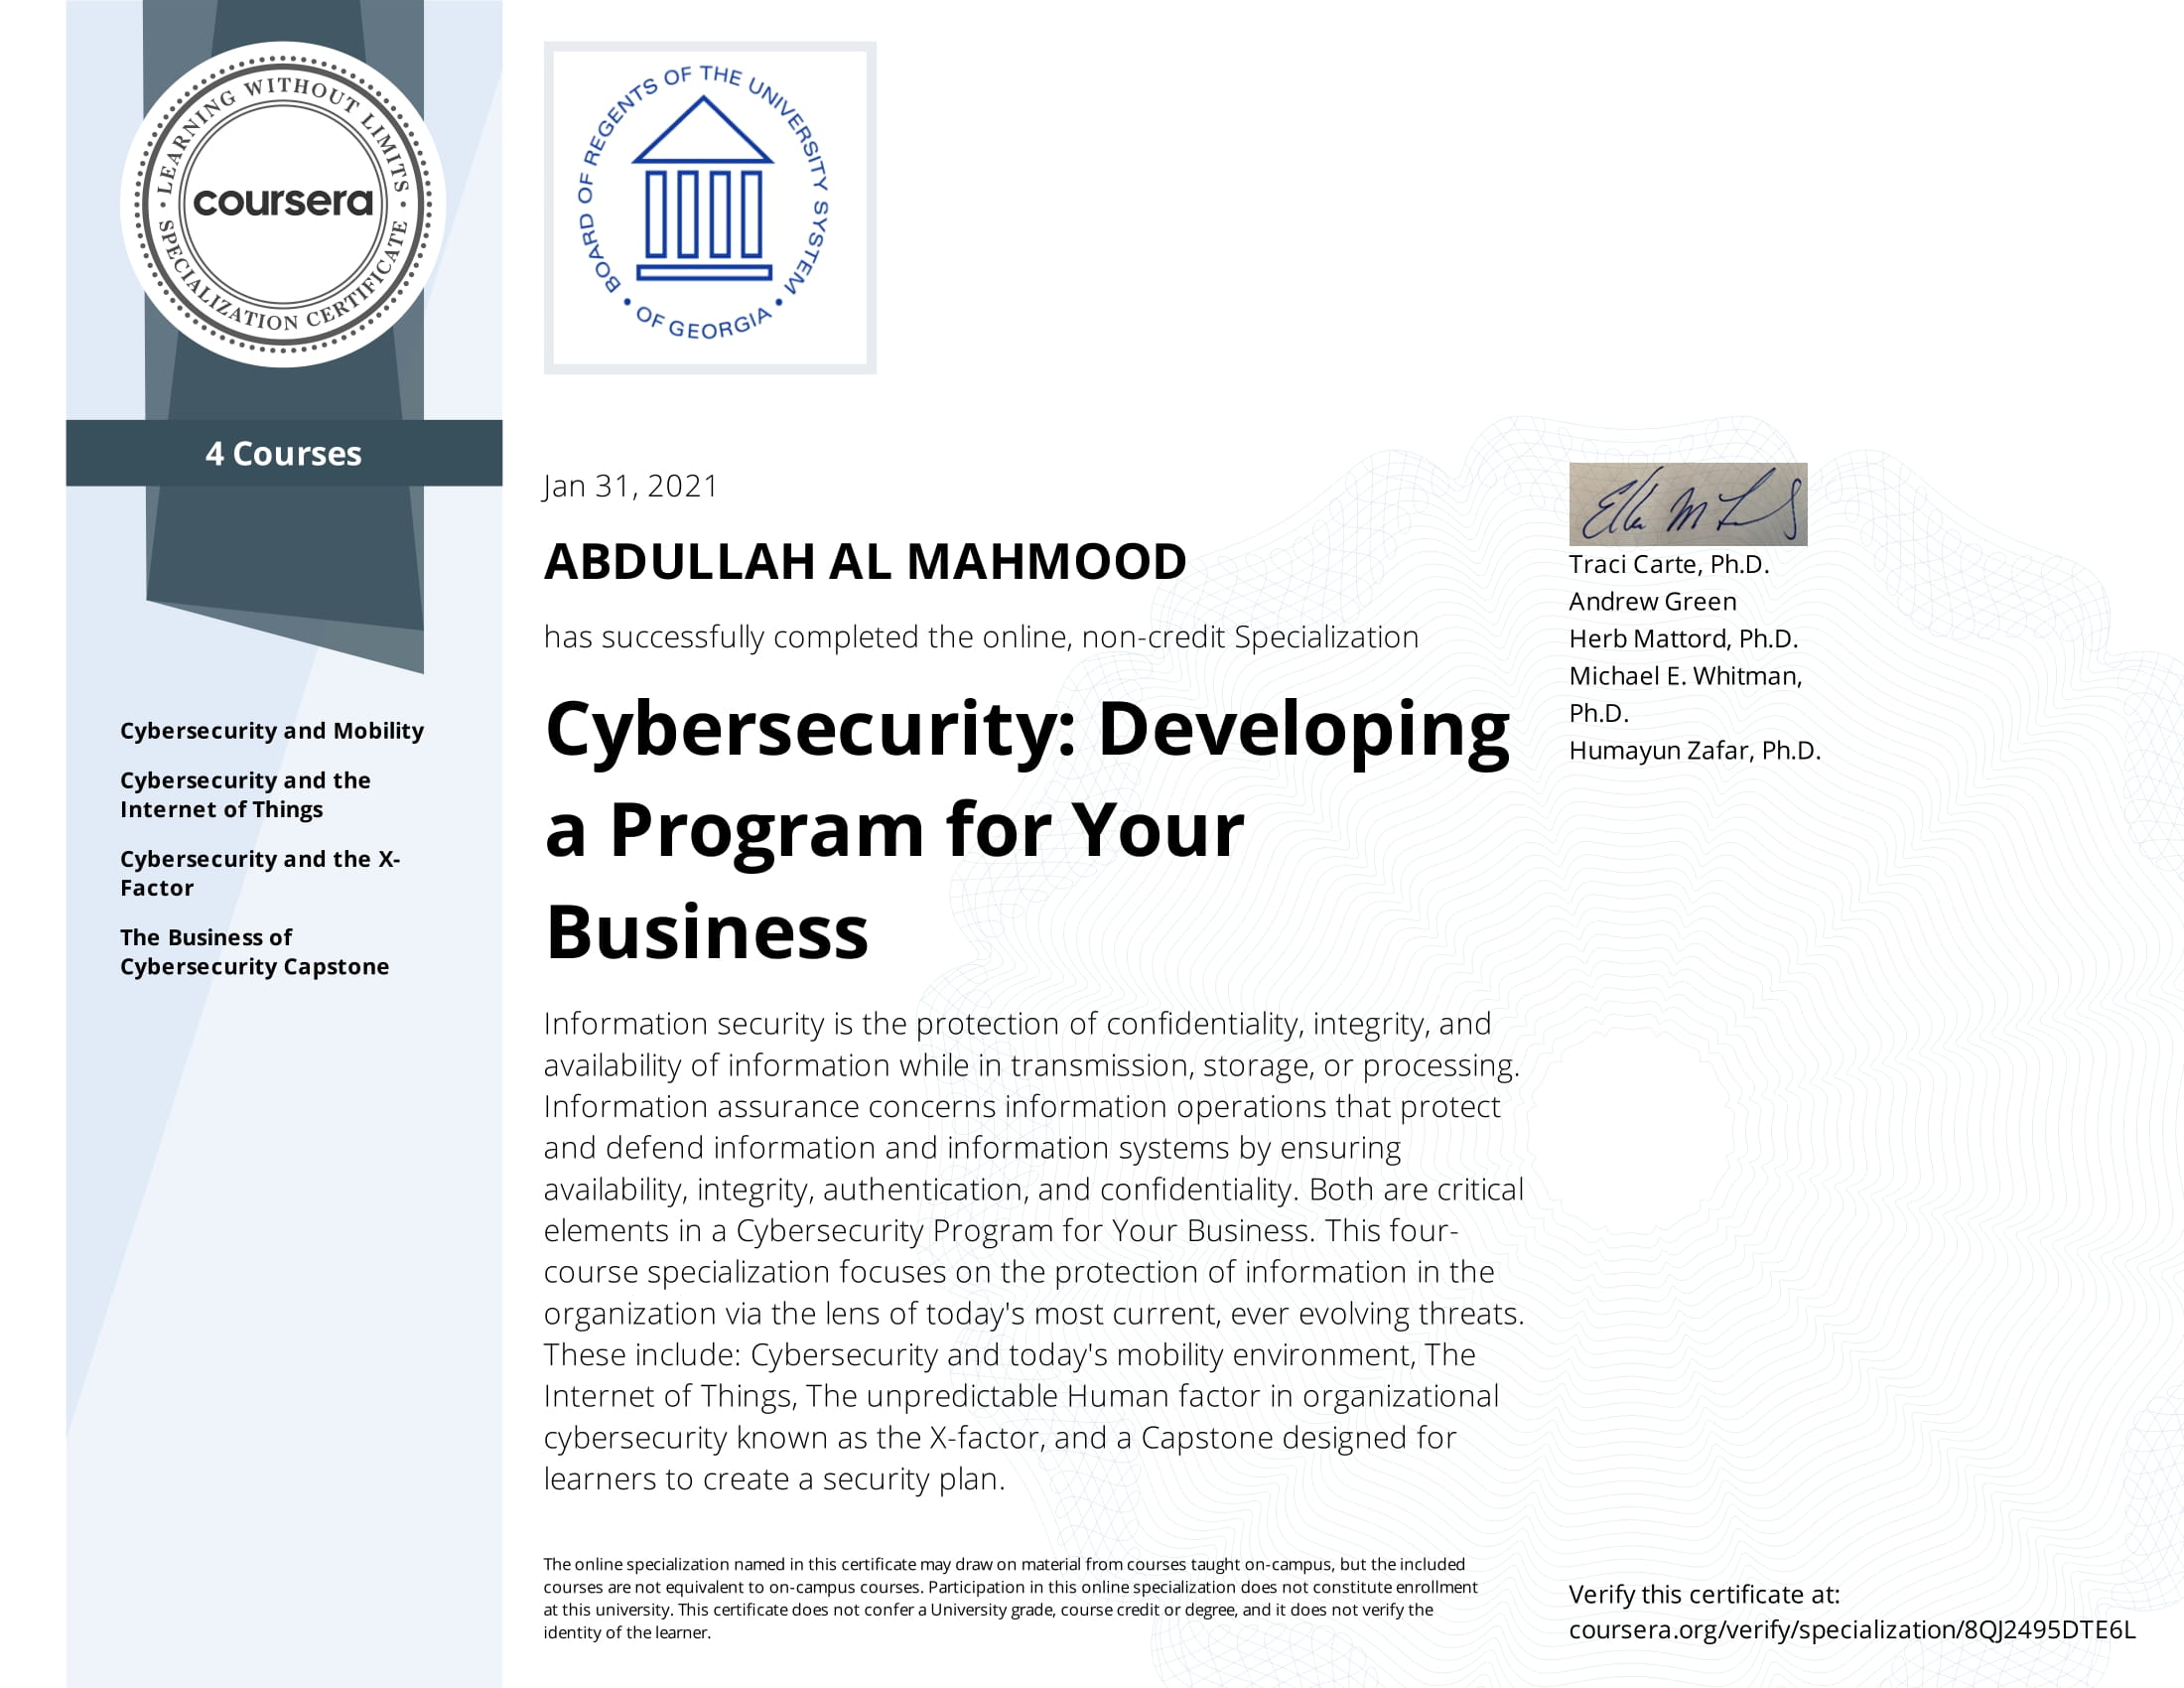 LEARNING WITHOUT LIMITS
coursera
SPECIALIZATION CERTIFICATE
4 Courses
Cybersecurity and Mobility
Cybersecurity and the
Internet of Things
Cybersecurity and the X-
Factor
The Business of
Cybersecurity Capstone
BOARD OF REGENTS OF THE UNIVERSITY SYSTEM
• OF GEORGIA •
Jan 31, 2021
ABDULLAH AL MAHMOOD
has successfully completed the online, non-credit Specialization
Cybersecurity: Developing
a Program for Your
Business
Information security is the protection of confidentiality, integrity, and
availability of information while in transmission, storage, or processing.
Information assurance concerns information operations that protect
and defend information and information systems by ensuring
availability, integrity, authentication, and confidentiality. Both are critical
elements in a Cybersecurity Program for Your Business. This four-
course specialization focuses on the protection of information in the
organization via the lens of today's most current, ever evolving threats.
These include: Cybersecurity and today's mobility environment, The
Internet of Things, The unpredictable Human factor in organizational
cybersecurity known as the X-factor, and a Capstone designed for
learners to create a security plan.
The online specialization named in this certificate may draw on material from courses taught on-campus, but the included
courses are not equivalent to on-campus courses. Participation in this online specialization does not constitute enrollment
at this university. This certificate does not confer a University grade, course credit or degree, and it does not verify the
identity of the learner.
Traci Carte, Ph.D.
Andrew Green
Herb Mattord, Ph.D.
Michael E. Whitman,
Ph.D.
Humayun Zafar, Ph.D.
Verify this certificate at:
coursera.org/verify/specialization/8QJ2495DTE6L